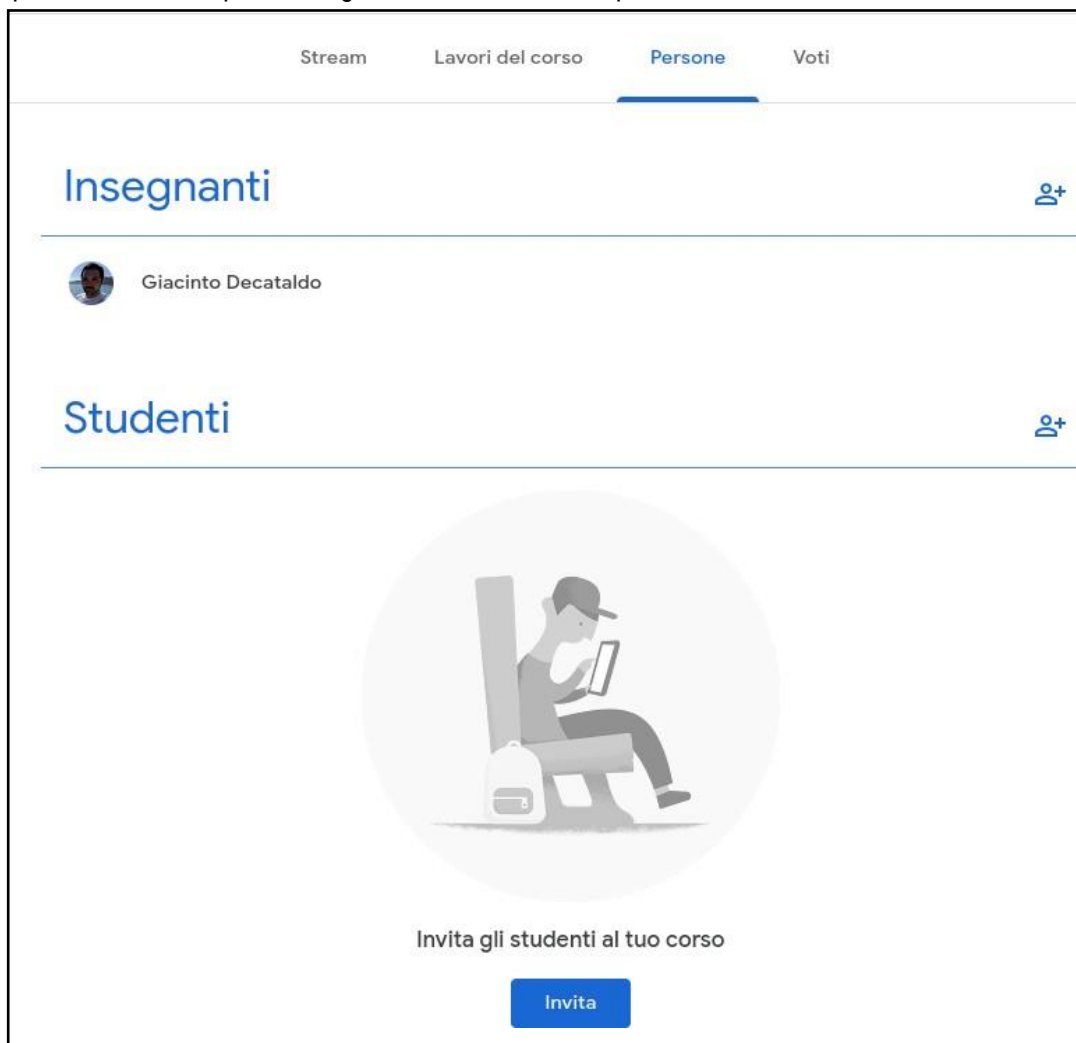 Stream Lavori del corso Persone Voti
Insegnanti
Giacinto Decataldo
Studenti
Invita gli studenti al tuo corso
Invita